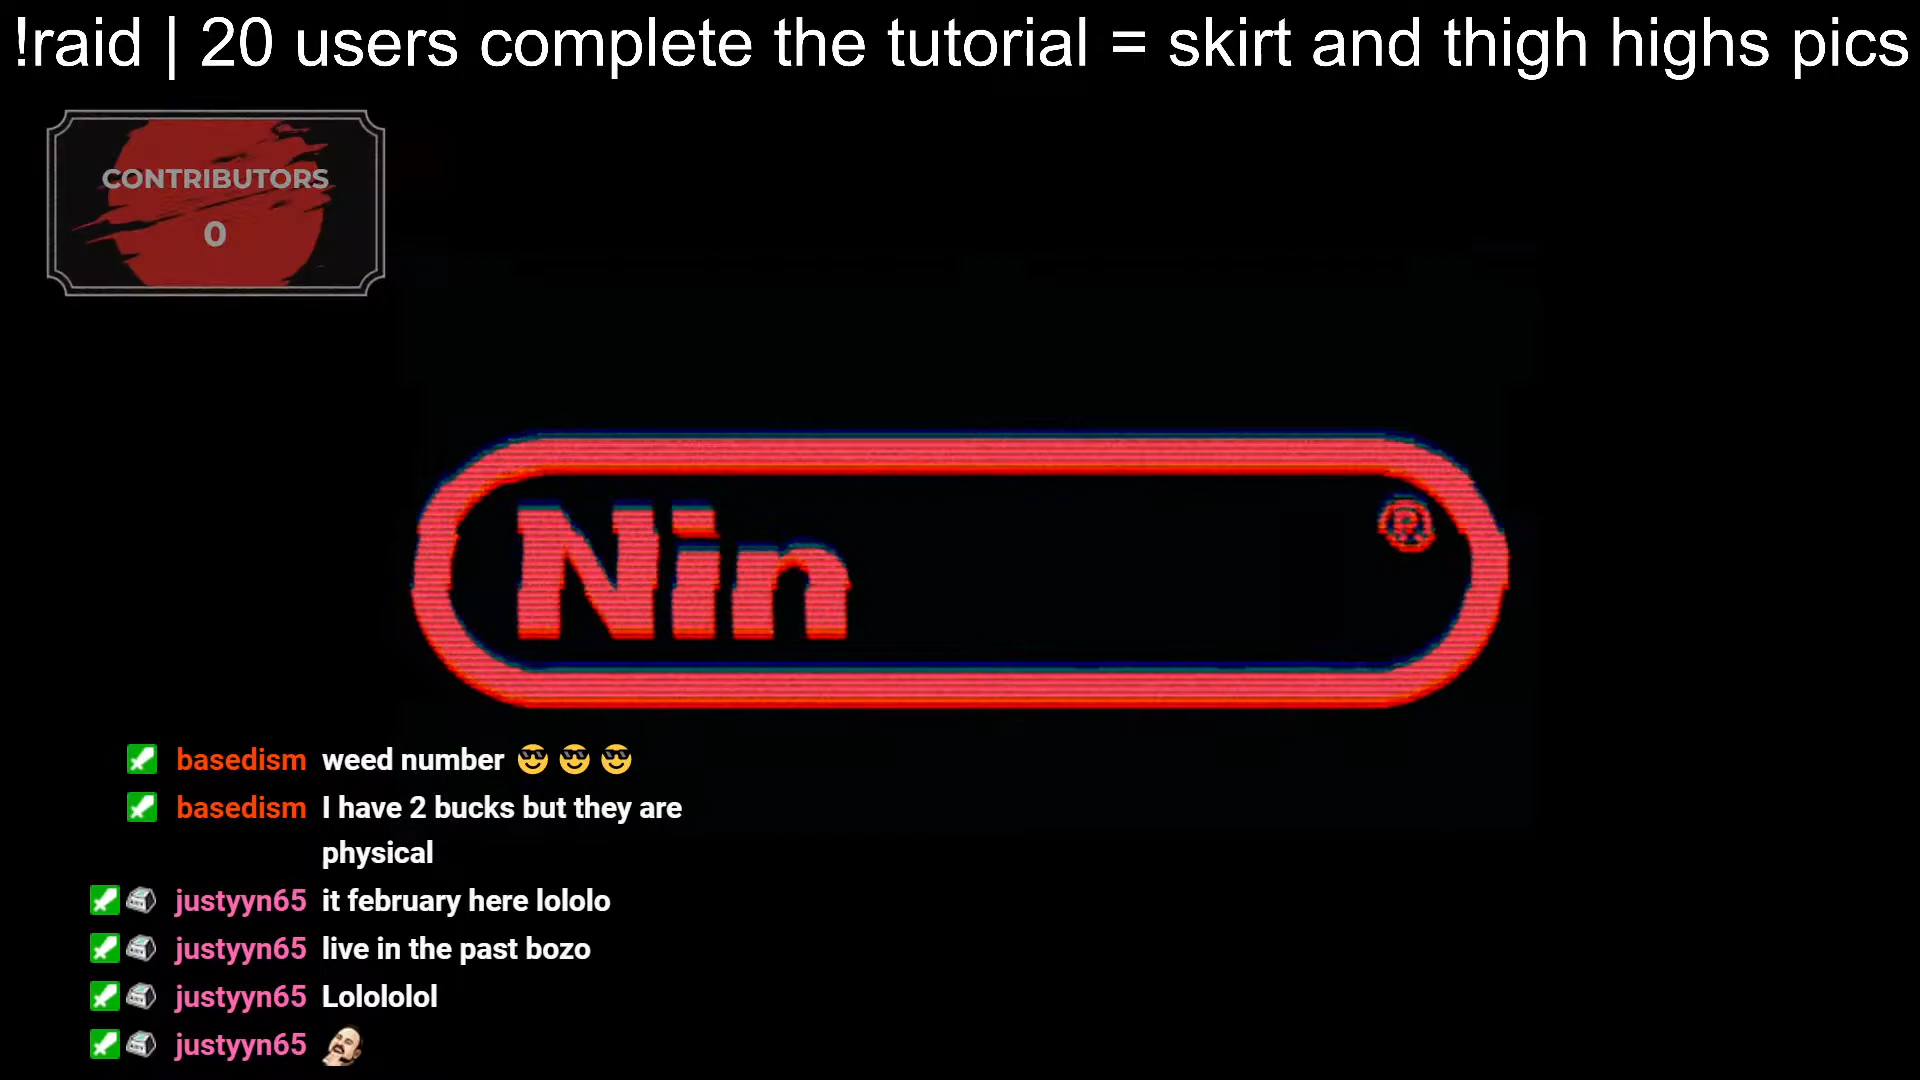 !raid | 20 users complete the tutorial = skirt and thigh highs pics
CONTRIBUTORS
0
Nin ®
basedism weed number 😎 😎 😎
basedism I have 2 bucks but they are
physical
justyyn65 it february here lololo
justyyn65 live in the past bozo
justyyn65 Lolololol
justyyn65